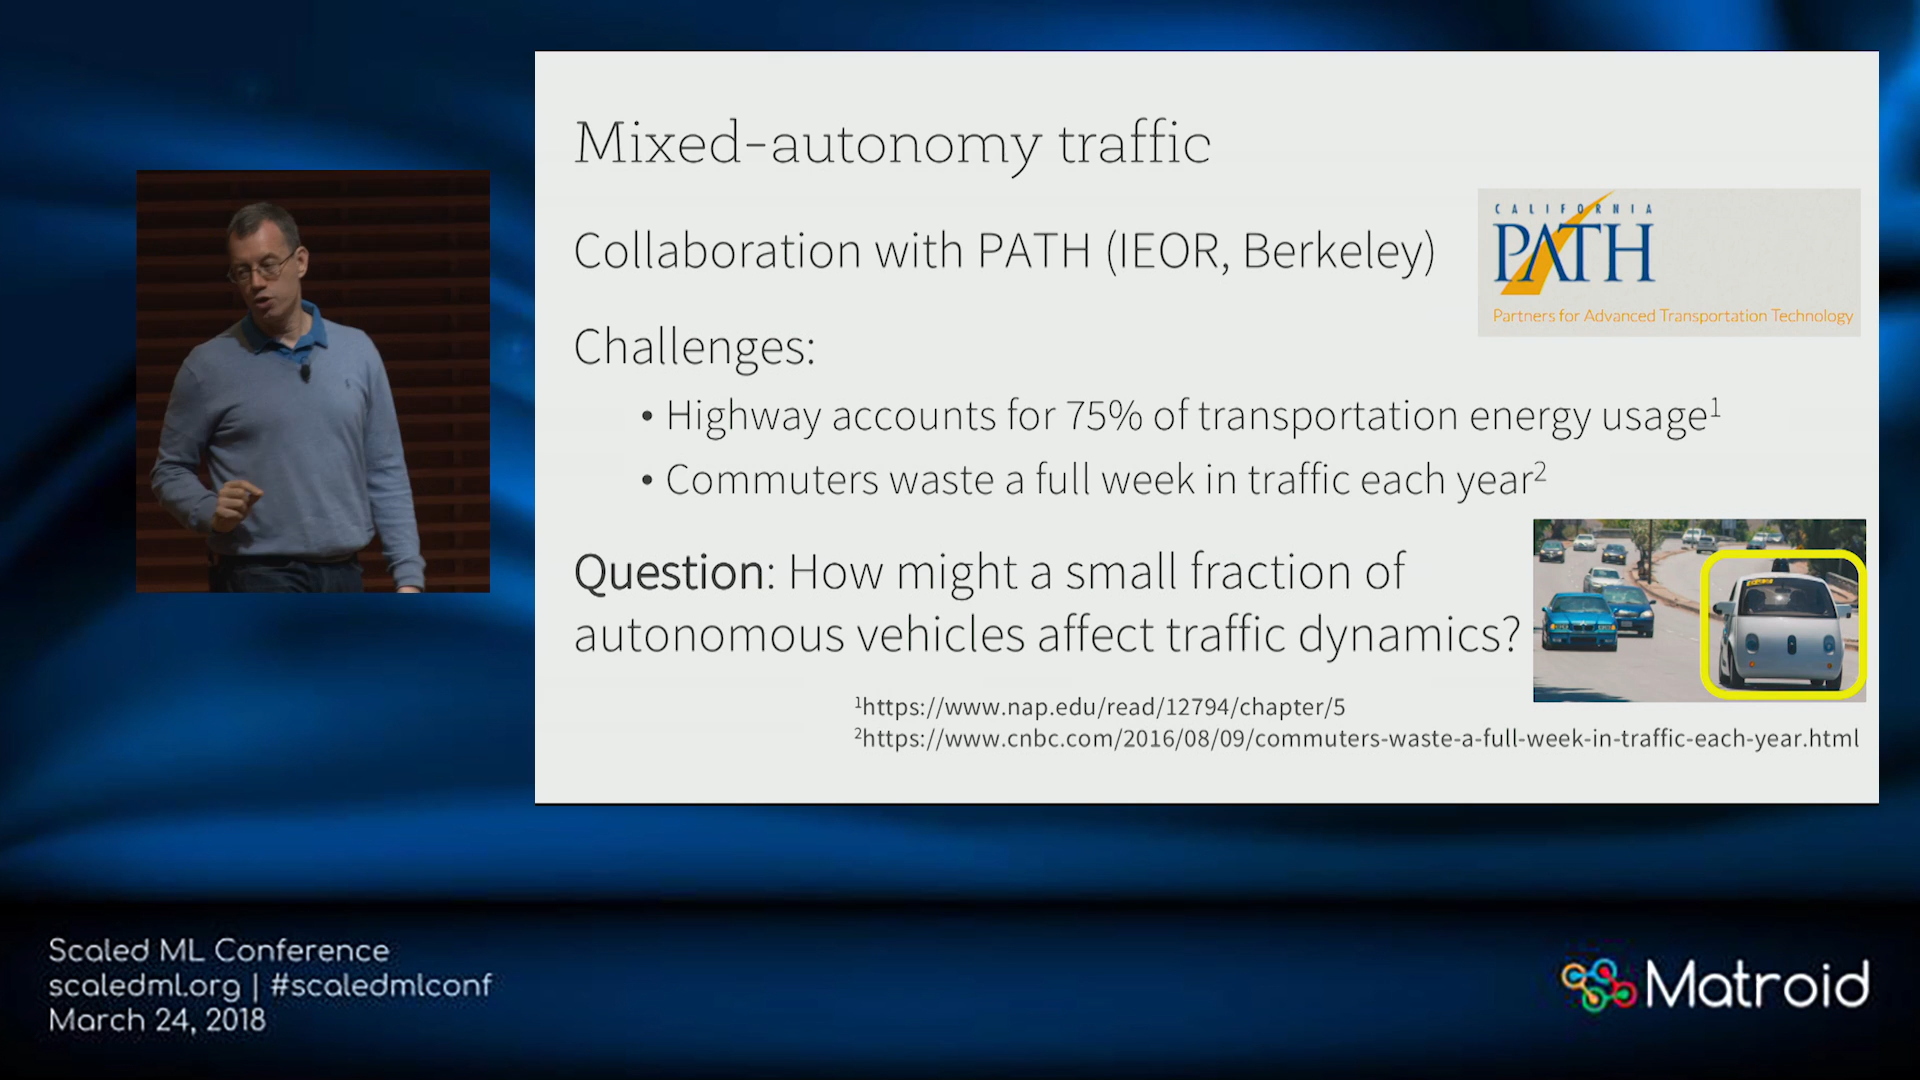 Mixed-autonomy traffic
Collaboration with PATH (IEOR, Berkeley)
CALIFORNIA
PATH
Partners for Advanced Transportation Technology
Challenges:
• Highway accounts for 75% of transportation energy usage¹
• Commuters waste a full week in traffic each year²
Question: How might a small fraction of
autonomous vehicles affect traffic dynamics?
¹https://www.nap.edu/read/12794/chapter/5
²https://www.cnbc.com/2016/08/09/commuters-waste-a-full-week-in-traffic-each-year.html
Scaled ML Conference
scaledml.org | #scaledmlconf
March 24, 2018
Matroid